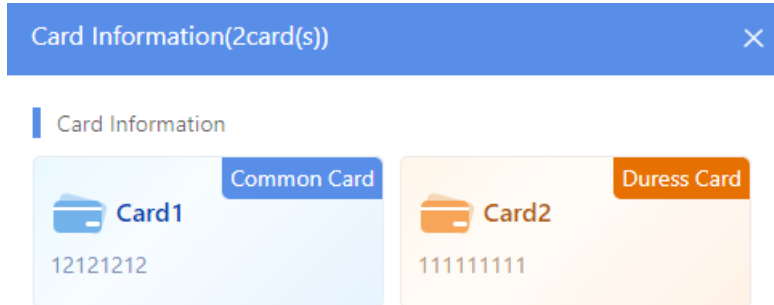 Card Information(2card(s))
Card Information
Common Card
Card1
12121212
Duress Card
Card2
111111111